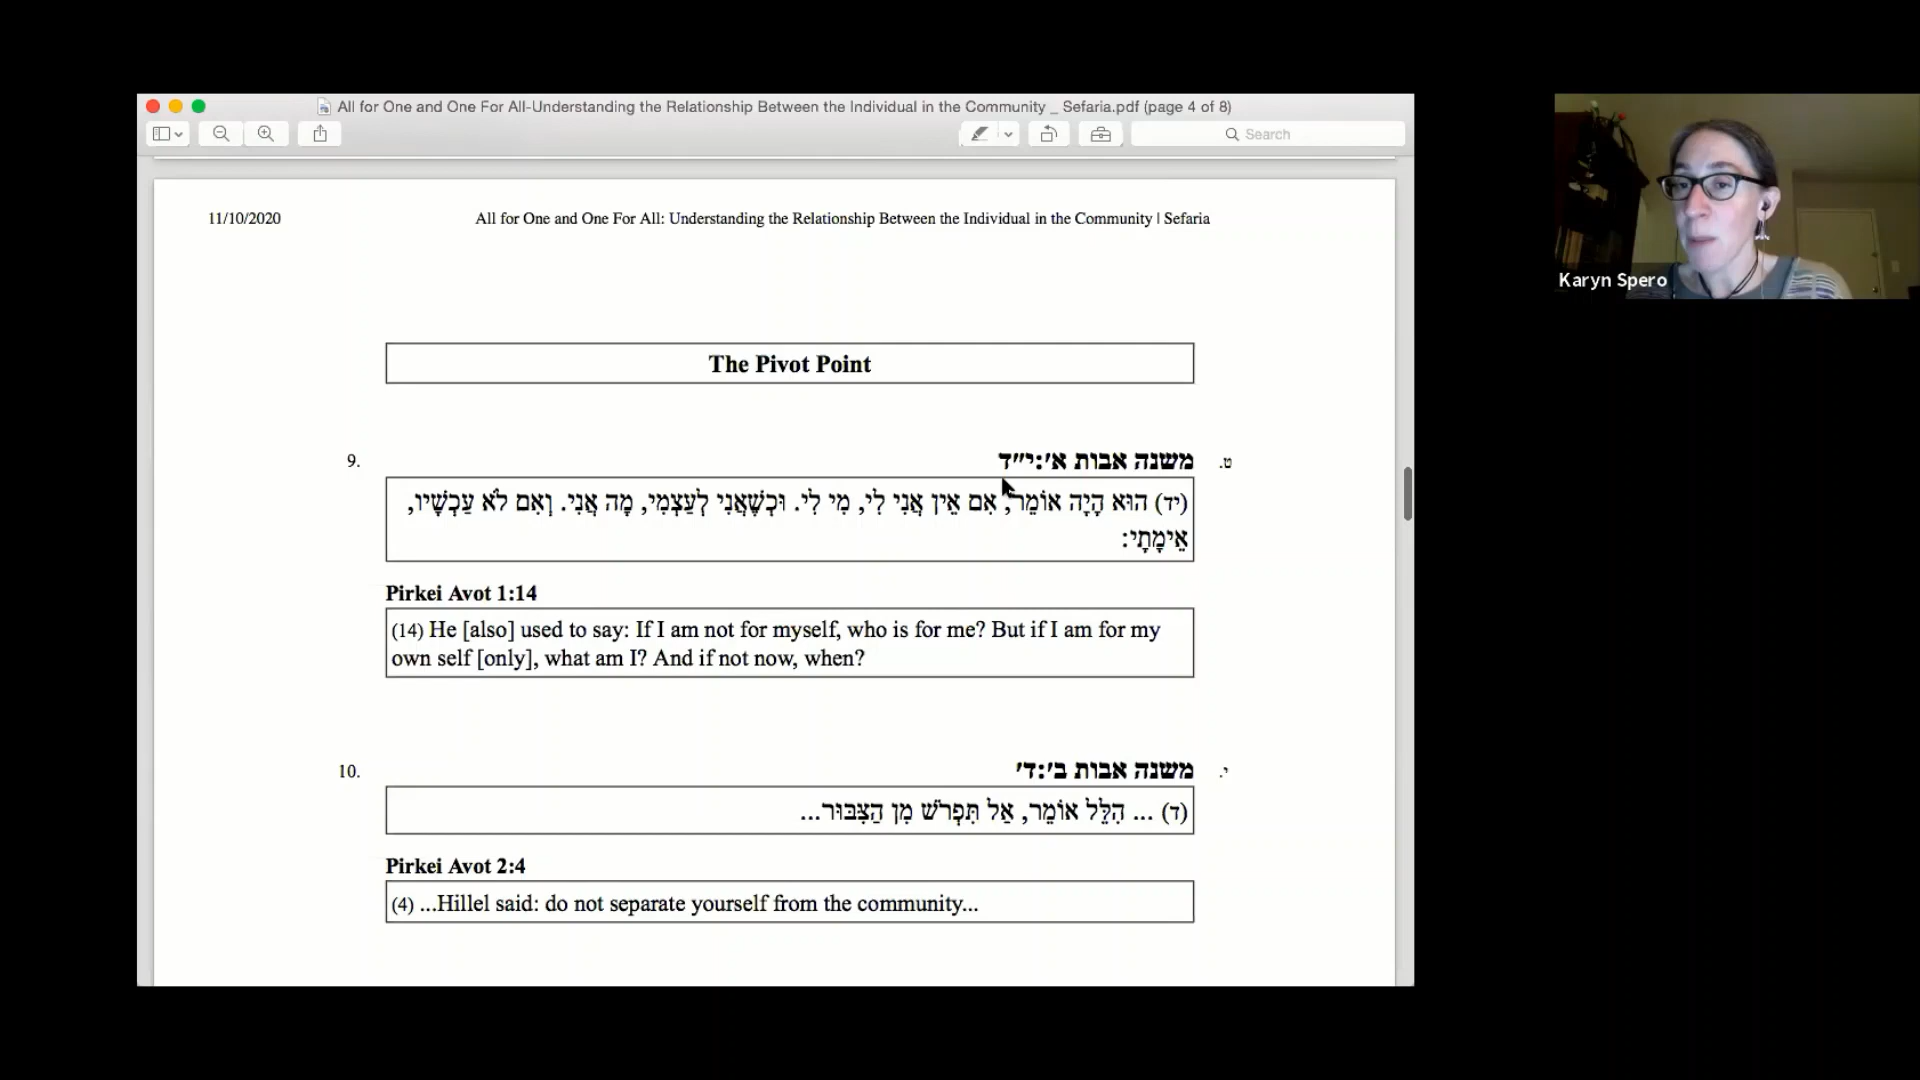 All for One and One For All-Understanding the Relationship Between the Individual in the Community _ Sefaria.pdf (page 4 of 8)
Search
11/10/2020
All for One and One For All: Understanding the Relationship Between the Individual in the Community | Sefaria
Karyn Spero
The Pivot Point
9.
משנה אבות א׳:י״ד
ט.
(יד) הוּא הָיָה אוֹמֵר, אִם אֵין אֲנִי לִי, מִי לִי. וּכְשֶׁאֲנִי לְעַצְמִי, מָה אֲנִי. וְאִם לֹא עַכְשָׁיו,
אֵימָתָי:
Pirkei Avot 1:14
(14) He [also] used to say: If I am not for myself, who is for me? But if I am for my
own self [only], what am I? And if not now, when?
10.
משנה אבות ב׳:ד׳
י.
(ד) ... הִלֵּל אוֹמֵר, אַל תִּפְרֹשׁ מִן הַצִּבּוּר...
Pirkei Avot 2:4
(4) ...Hillel said: do not separate yourself from the community...